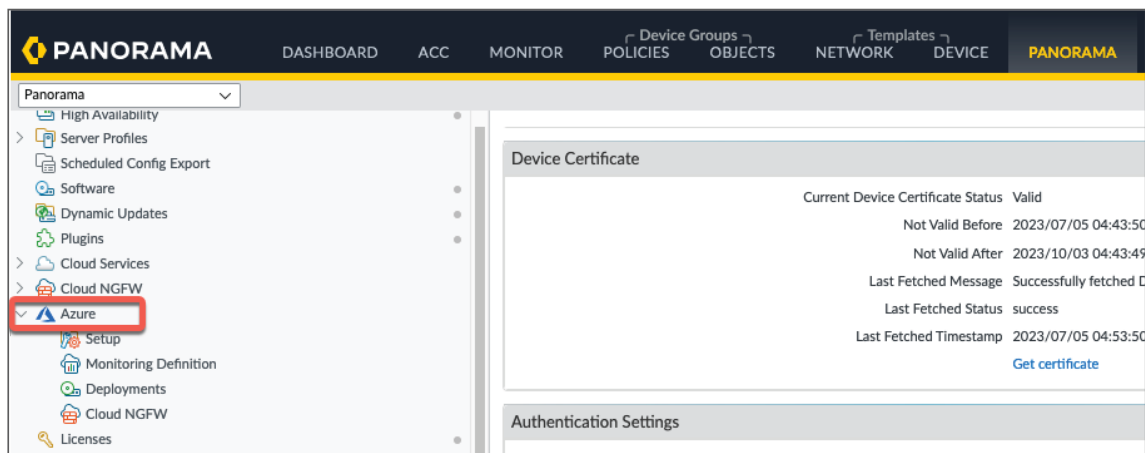 PANORAMA
DASHBOARD
ACC
MONITOR
Device Groups
POLICIES
OBJECTS
Templates
NETWORK
DEVICE
PANORAMA
Panorama
High Availability
Server Profiles
Scheduled Config Export
Software
Dynamic Updates
Plugins
Cloud Services
Cloud NGFW
Azure
Setup
Monitoring Definition
Deployments
Cloud NGFW
Licenses
Device Certificate
Current Device Certificate Status Valid
Not Valid Before 2023/07/05 04:43:50
Not Valid After 2023/10/03 04:43:49
Last Fetched Message Successfully fetched D
Last Fetched Status success
Last Fetched Timestamp 2023/07/05 04:53:50
Get certificate
Authentication Settings